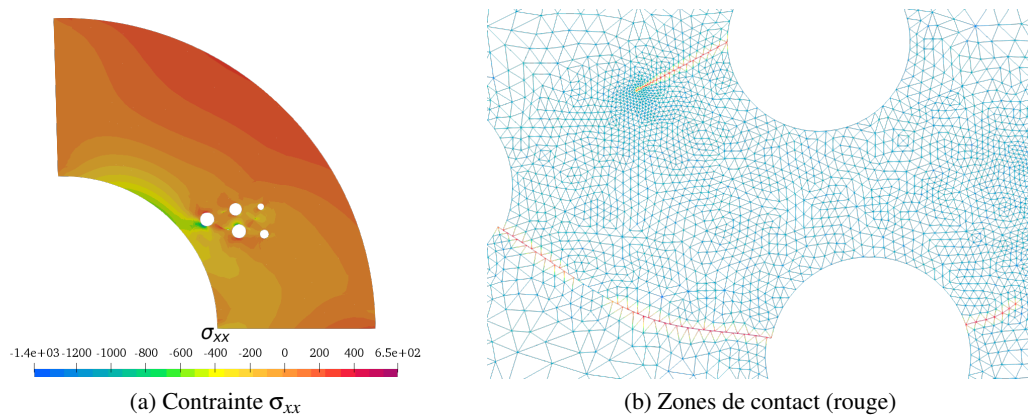 σxx
-1.4e+03 -1200 -1000 -800 -600 -400 -200 0 200 400 6.5e+02
(a) Contrainte σxx
(b) Zones de contact (rouge)